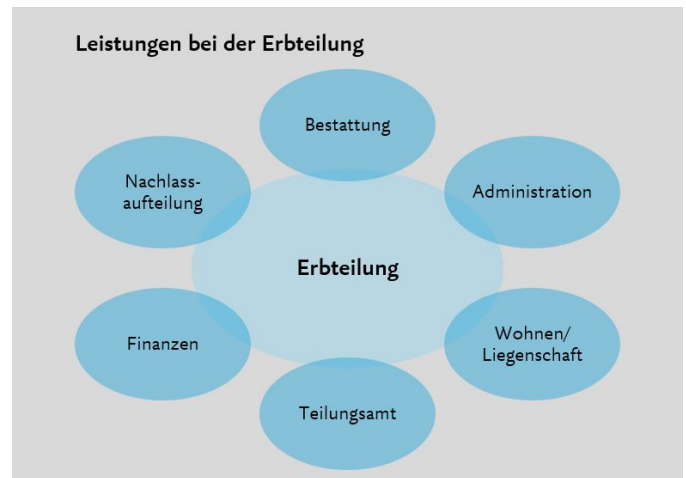 Leistungen bei der Erbteilung
Bestattung
Nachlass-
aufteilung
Administration
Erbteilung
Finanzen
Wohnen/
Liegenschaft
Teilungsamt